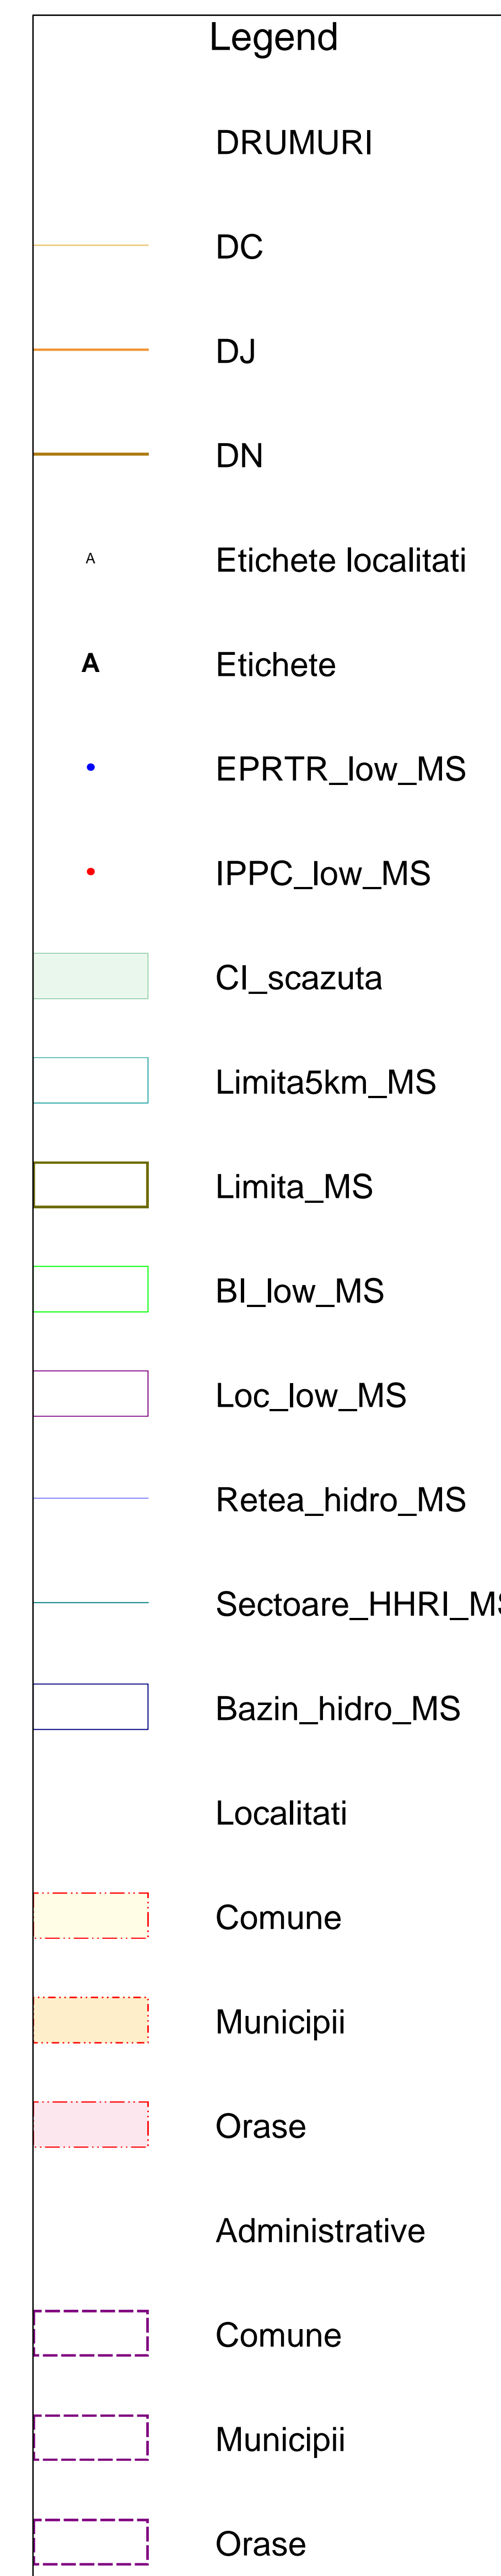 Legend
DRUMURI
DC
DJ
DN
A Etichete localitati
A Etichete
EPRTR_low_MS
IPPC_low_MS
CI_scazuta
Limita5km_MS
Limita_MS
BI_low_MS
Loc_low_MS
Retea_hidro_MS
Sectoare_HHRI_MS
Bazin_hidro_MS
Localitati
Comune
Municipii
Orase
Administrative
Comune
Municipii
Orase